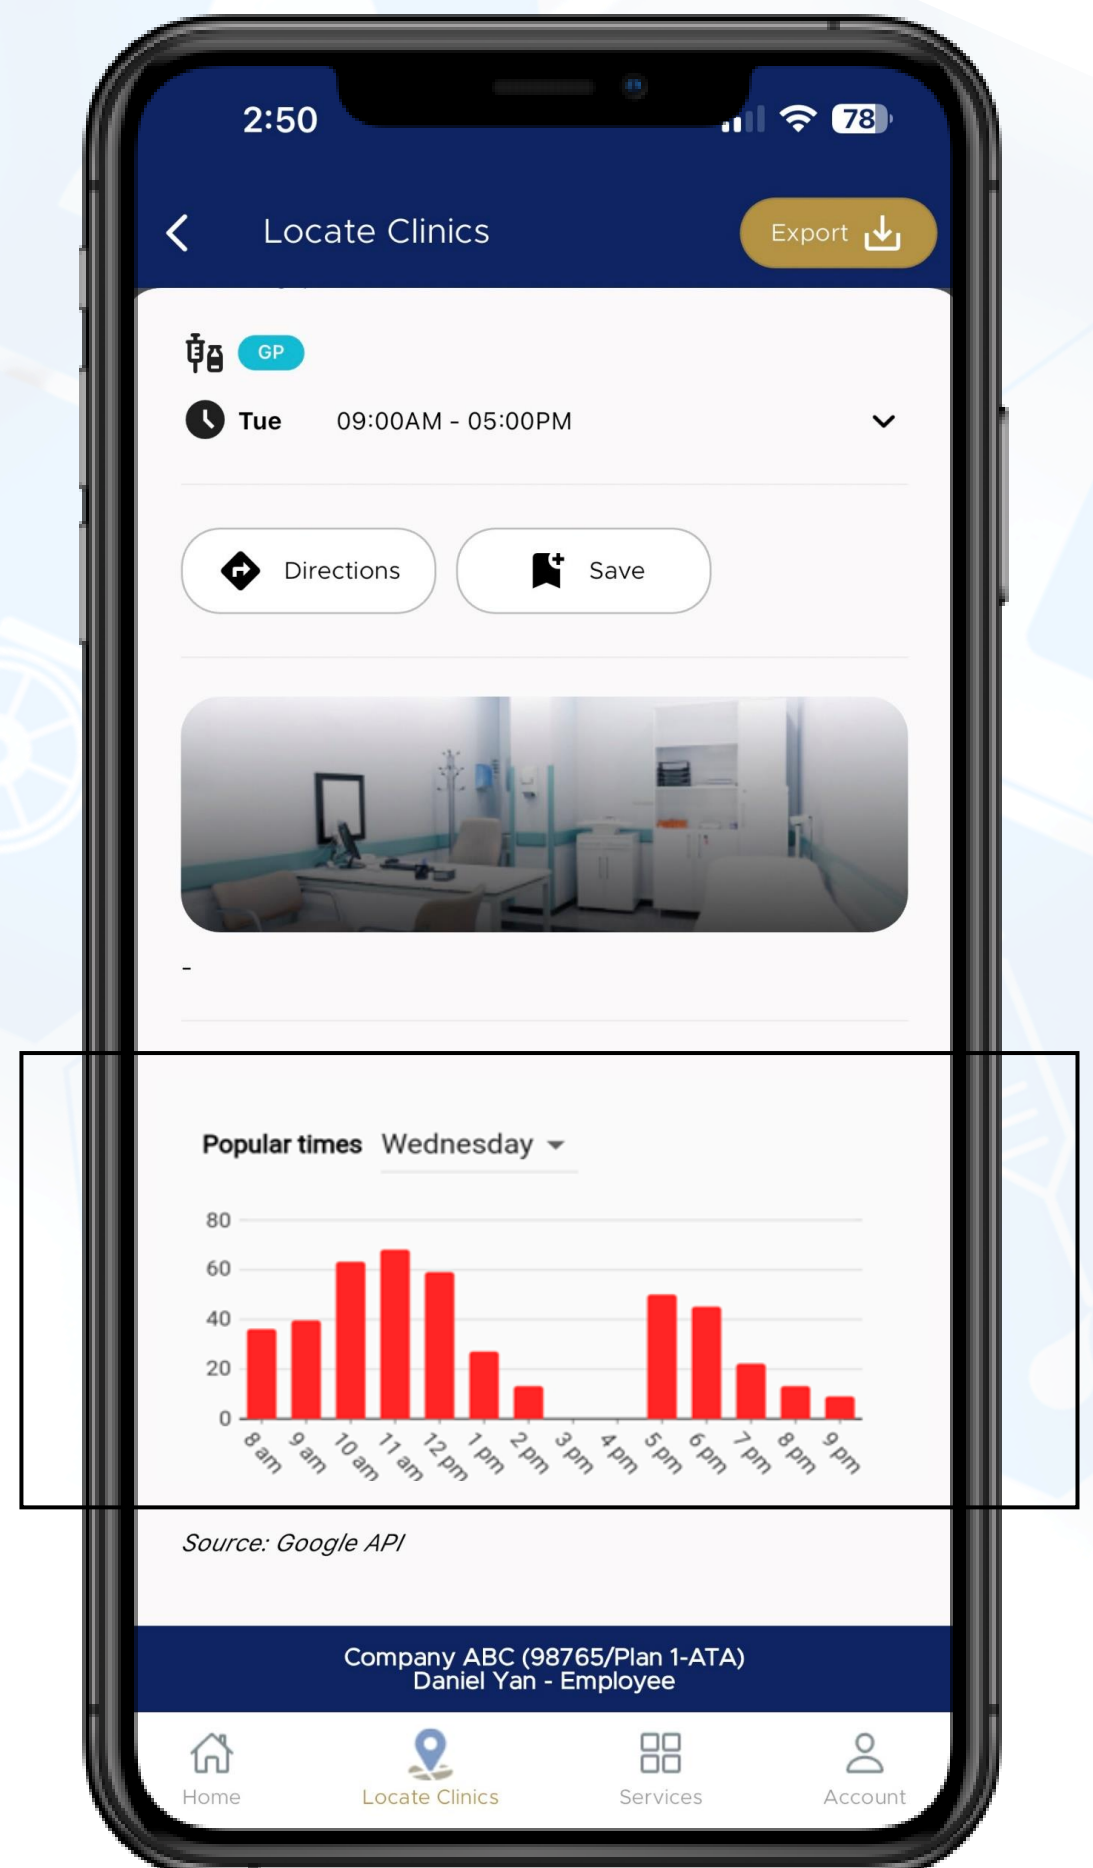 2:50
78
Locate Clinics
Export
GP
Tue 09:00AM - 05:00PM
Directions
Save
-
Popular times Wednesday
80
60
40
20
0
8 am 9 am 10 am 11 am 12 pm 1 pm 2 pm 3 pm 4 pm 5 pm 6 pm 7 pm 8 pm 9 pm
Source: Google API
Company ABC (98765/Plan 1-ATA)
Daniel Yan - Employee
Home
Locate Clinics
Services
Account